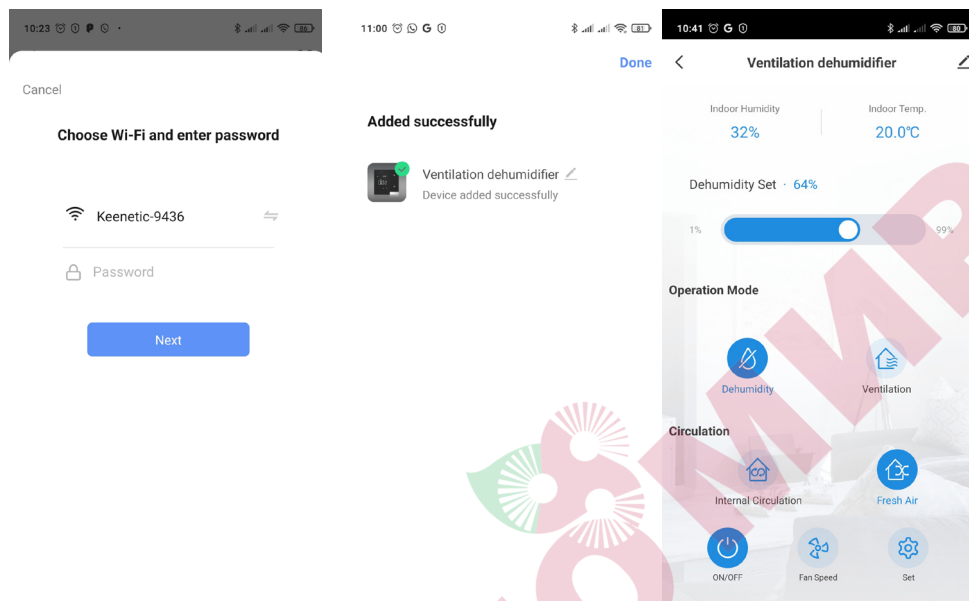 10:23
86
Cancel
Choose Wi-Fi and enter password
Keenetic-9436
Password
Next
11:00
81
Done
Added successfully
Ventilation dehumidifier
Device added successfully
10:41
80
Ventilation dehumidifier
Indoor Humidity
32%
Indoor Temp.
20.0℃
Dehumidity Set · 64%
1%
99%
Operation Mode
Dehumidity
Ventilation
Circulation
Internal Circulation
Fresh Air
ON/OFF
Fan Speed
Set